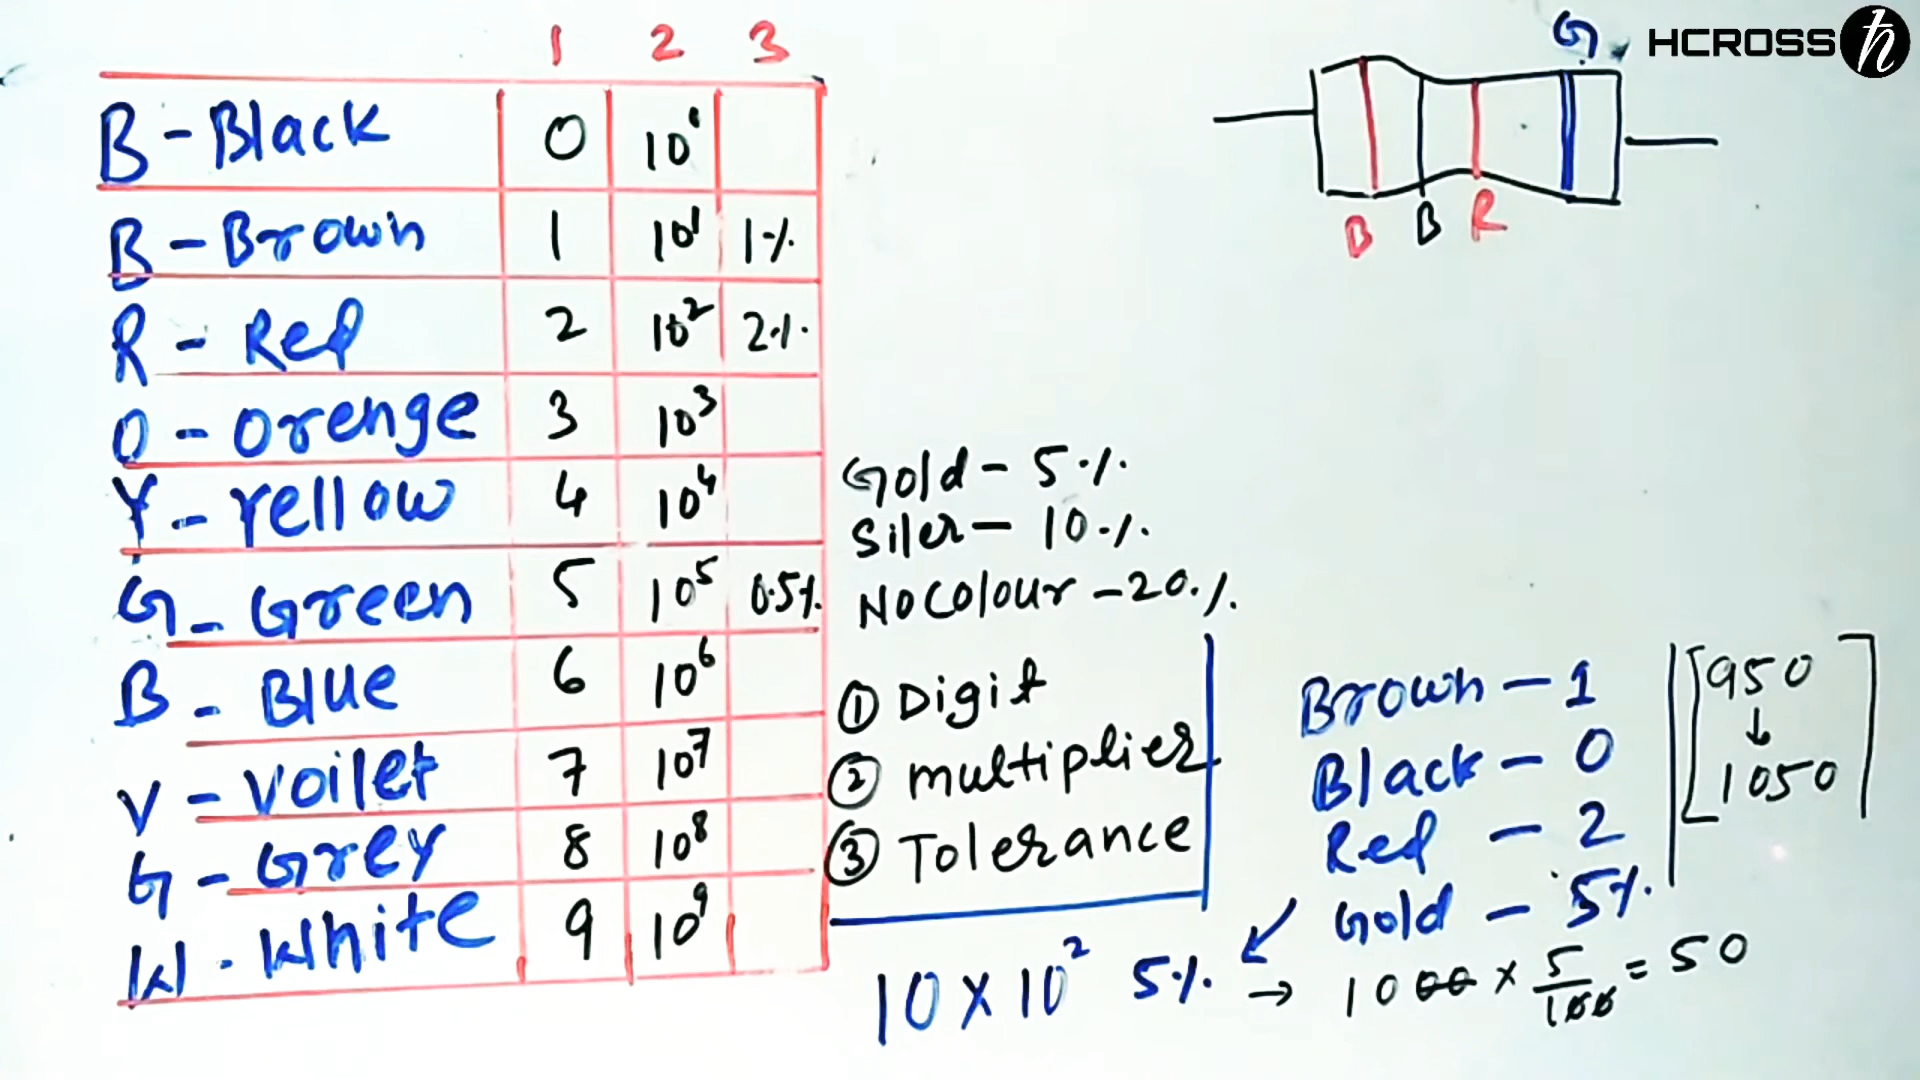 1 2 3
B - Black 0 10⁰
B - Brown 1 10¹ 1%
R - Red 2 10² 2%
O - Orenge 3 10³
Y - Yellow 4 10⁴
G - Green 5 10⁵ 0.5%
B - Blue 6 10⁶
V - Voilet 7 10⁷
G - Grey 8 10⁸
W - White 9 10⁹
G
HCROSS ℏ
B B R
Gold - 5%
Siler - 10%
No Colour - 20%
① Digit
② multiplier
③ Tolerance
Brown - 1
Black - 0
Red - 2
Gold - 5%
950
↓
1050
10 × 10² 5% → 1000 × 5/100 = 50